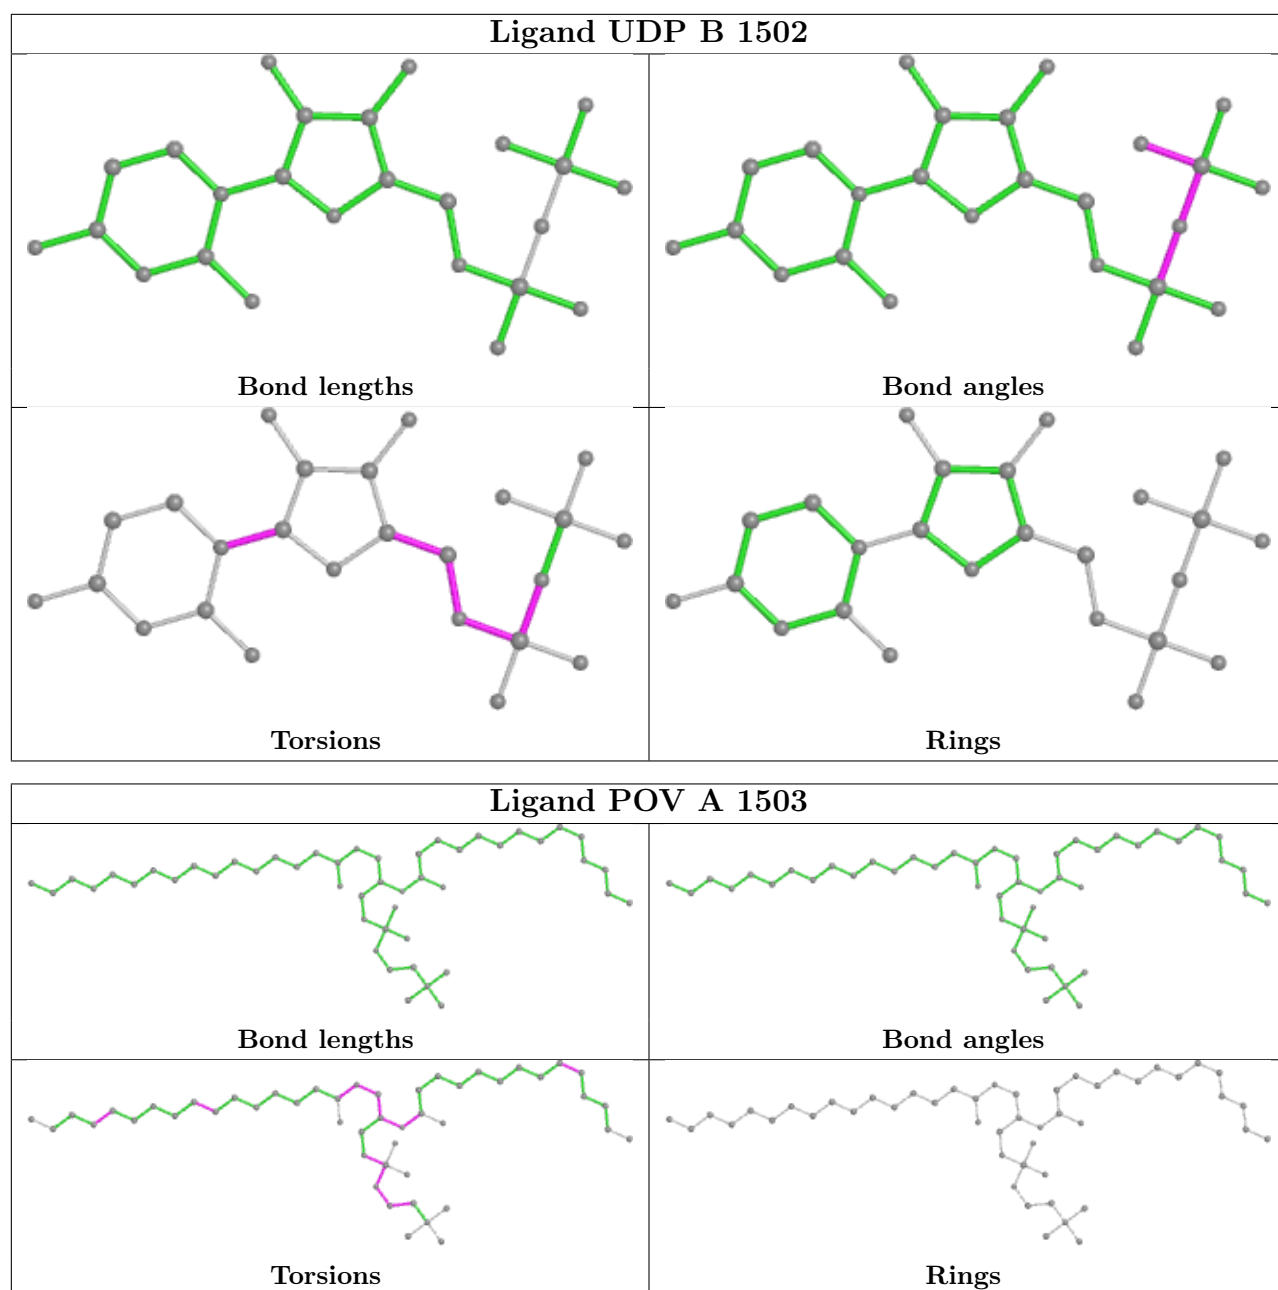 Ligand UDP B 1502
Bond lengths
Bond angles
Torsions
Rings
Ligand POV A 1503
Bond lengths
Bond angles
Torsions
Rings